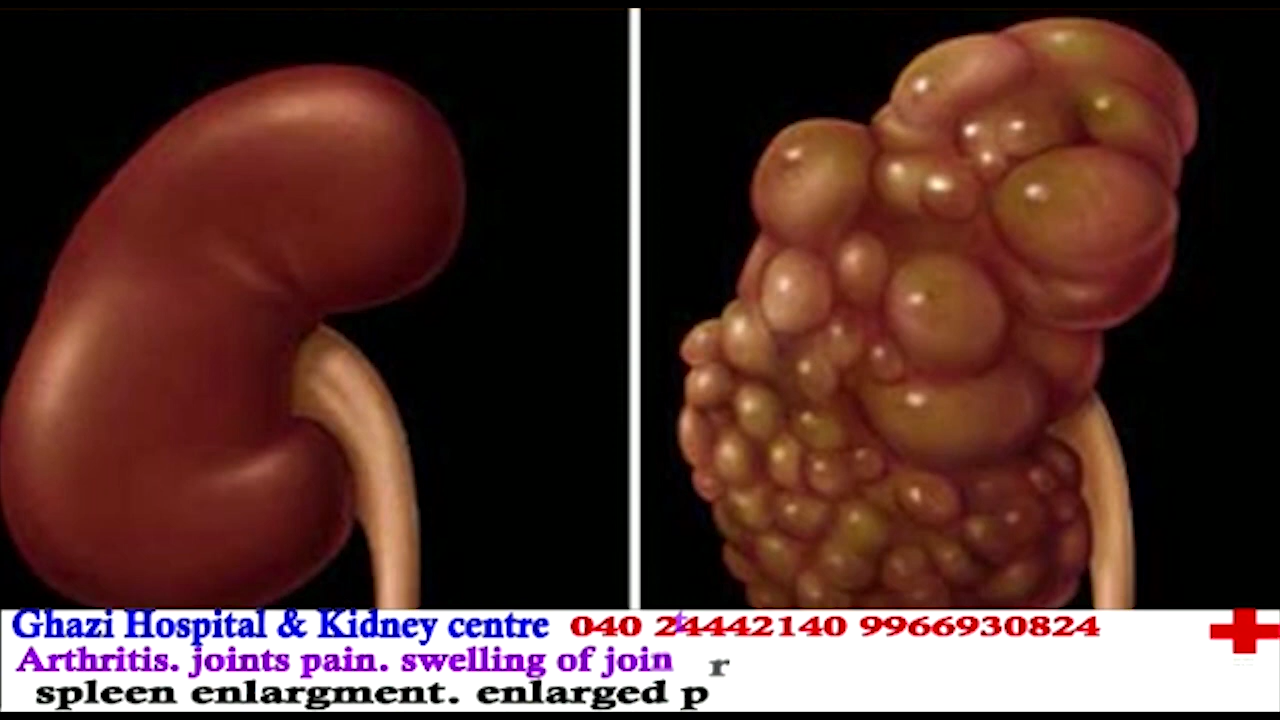 Ghazi Hospital & Kidney centre 040 24442140 9966930824
Arthritis. joints pain. swelling of join r
spleen enlargment. enlarged p